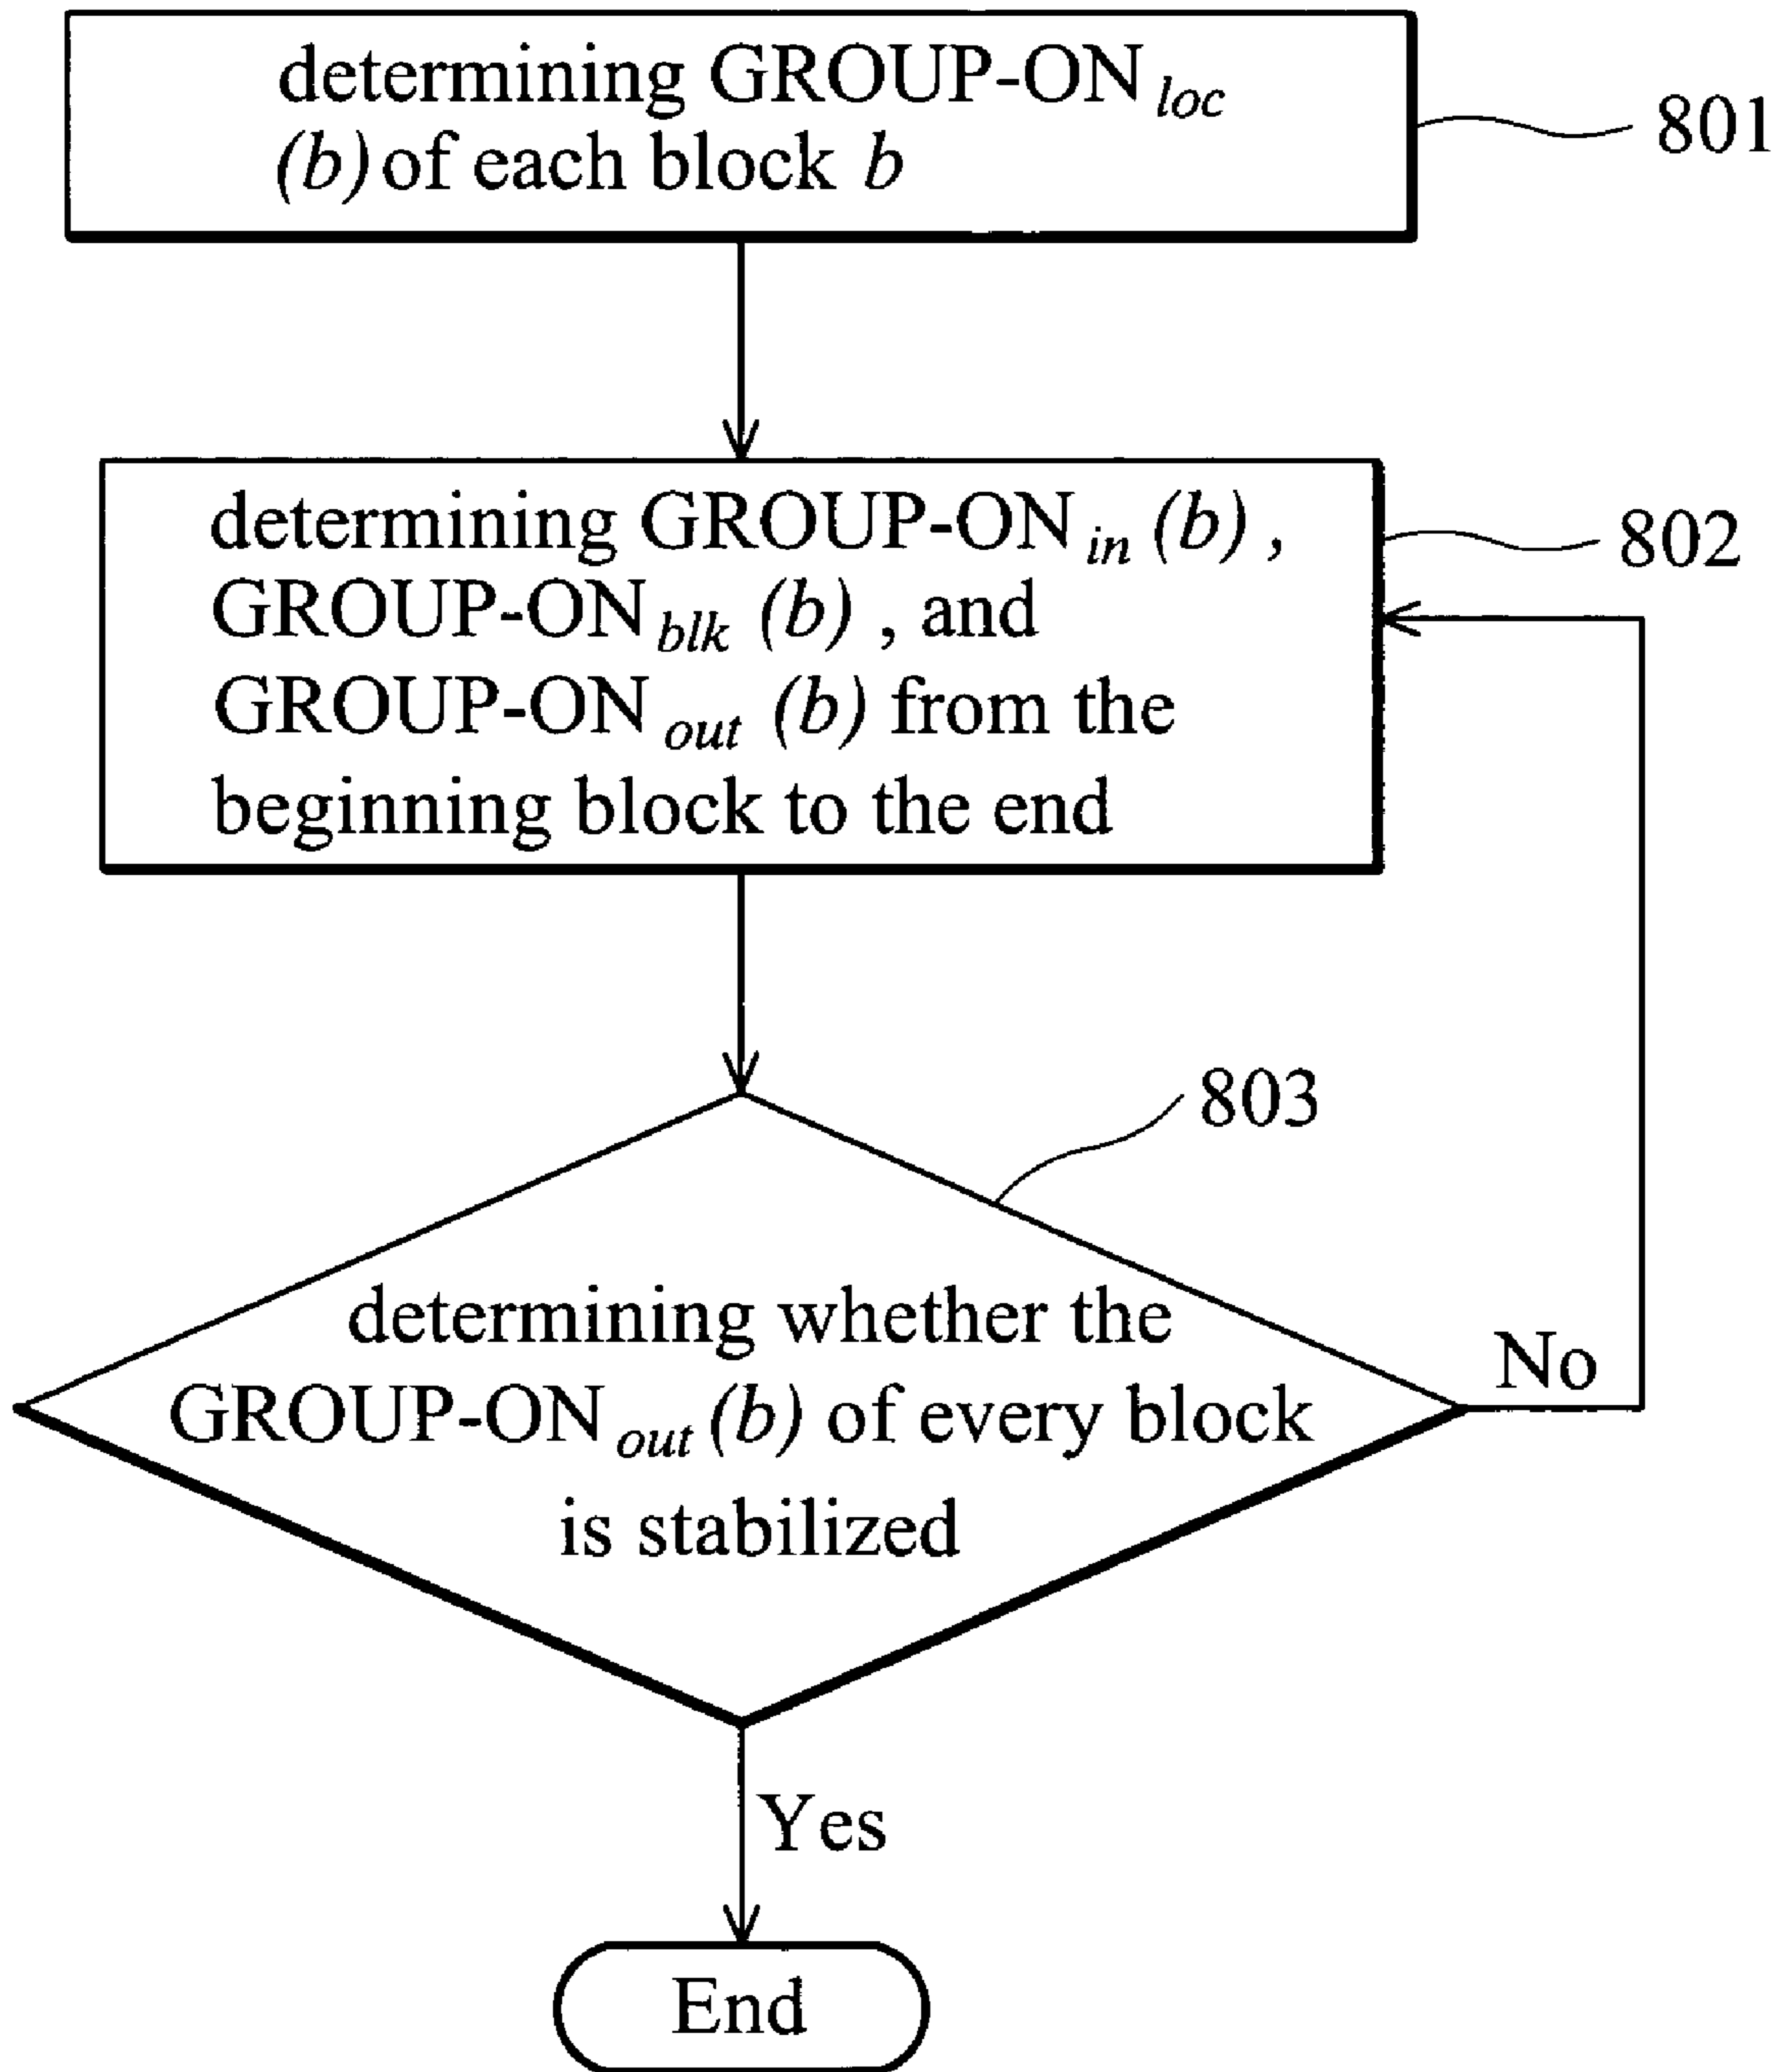 determining GROUP-ON loc
(b) of each block b
801
determining GROUP-ON in (b) ,
GROUP-ON blk (b) , and
GROUP-ON out (b) from the
beginning block to the end
802
803
determining whether the
GROUP-ON out (b) of every block
is stabilized
No
Yes
End